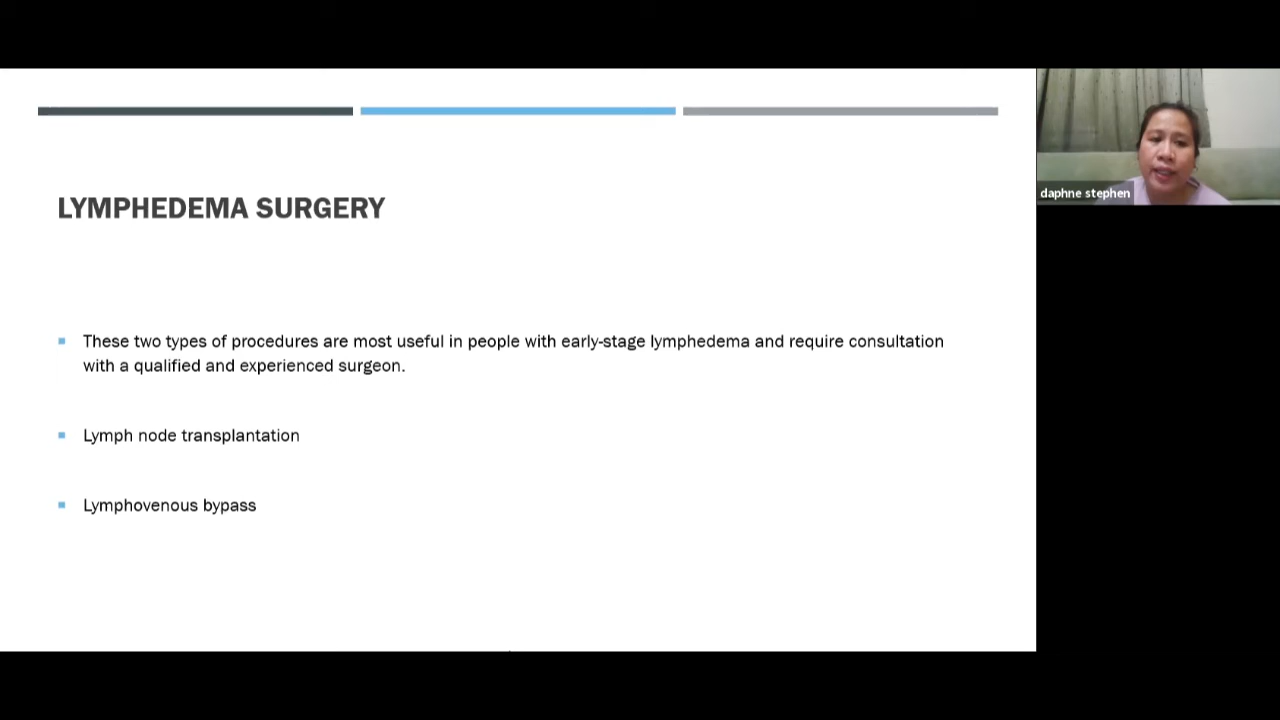 LYMPHEDEMA SURGERY
These two types of procedures are most useful in people with early-stage lymphedema and require consultation
with a qualified and experienced surgeon.
Lymph node transplantation
Lymphovenous bypass
daphne stephen